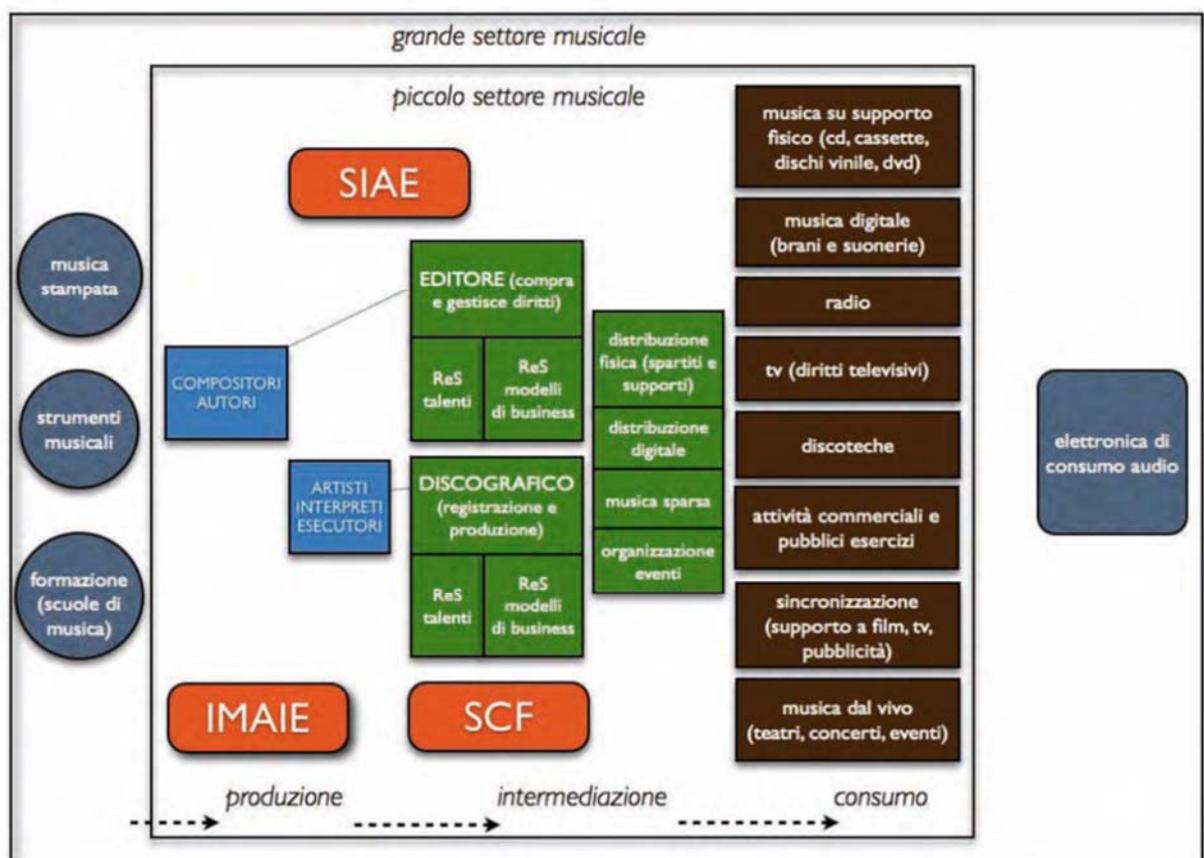 grande settore musicale
piccolo settore musicale
SIAE
musica
stampata
strumenti
musicali
formazione
(scuole di
musica)
COMPOSITORI
AUTORI
ARTISTI
INTERPRETI
ESECUTORI
EDITORE (compra
e gestisce diritti)
ReS
talenti
ReS
modelli
di business
DISCOGRAFICO
(registrazione e
produzione)
ReS
talenti
ReS
modelli
di business
distribuzione
fisica (spartiti e
supporti)
distribuzione
digitale
musica sparsa
organizzazione
eventi
musica su supporto
fisico (cd, cassette,
dischi vinile, dvd)
musica digitale
(brani e suonerie)
radio
tv (diritti televisivi)
discoteche
attività commerciali e
pubblici esercizi
sincronizzazione
(supporto a film, tv,
pubblicità)
musica dal vivo
(teatri, concerti, eventi)
elettronica di
consumo audio
IMAIE
SCF
produzione
intermediazione
consumo